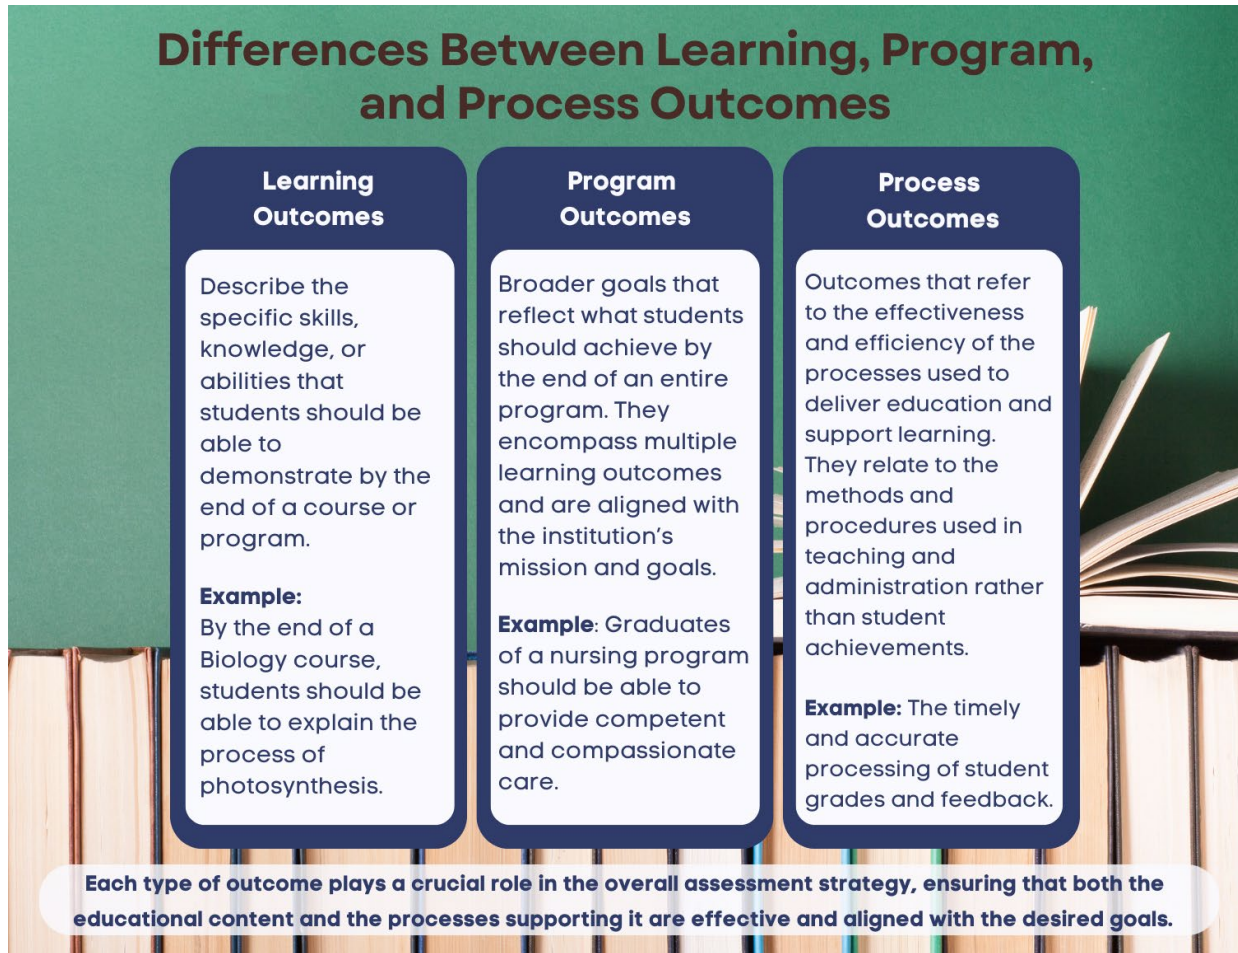 Differences Between Learning, Program,
and Process Outcomes
Learning
Outcomes
Describe the
specific skills,
knowledge, or
abilities that
students should be
able to
demonstrate by the
end of a course or
program.
Example:
By the end of a
Biology course,
students should be
able to explain the
process of
photosynthesis.
Program
Outcomes
Broader goals that
reflect what students
should achieve by
the end of an entire
program. They
encompass multiple
learning outcomes
and are aligned with
the institution’s
mission and goals.
Example: Graduates
of a nursing program
should be able to
provide competent
and compassionate
care.
Process
Outcomes
Outcomes that refer
to the effectiveness
and efficiency of the
processes used to
deliver education and
support learning.
They relate to the
methods and
procedures used in
teaching and
administration rather
than student
achievements.
Example: The timely
and accurate
processing of student
grades and feedback.
Each type of outcome plays a crucial role in the overall assessment strategy, ensuring that both the
educational content and the processes supporting it are effective and aligned with the desired goals.